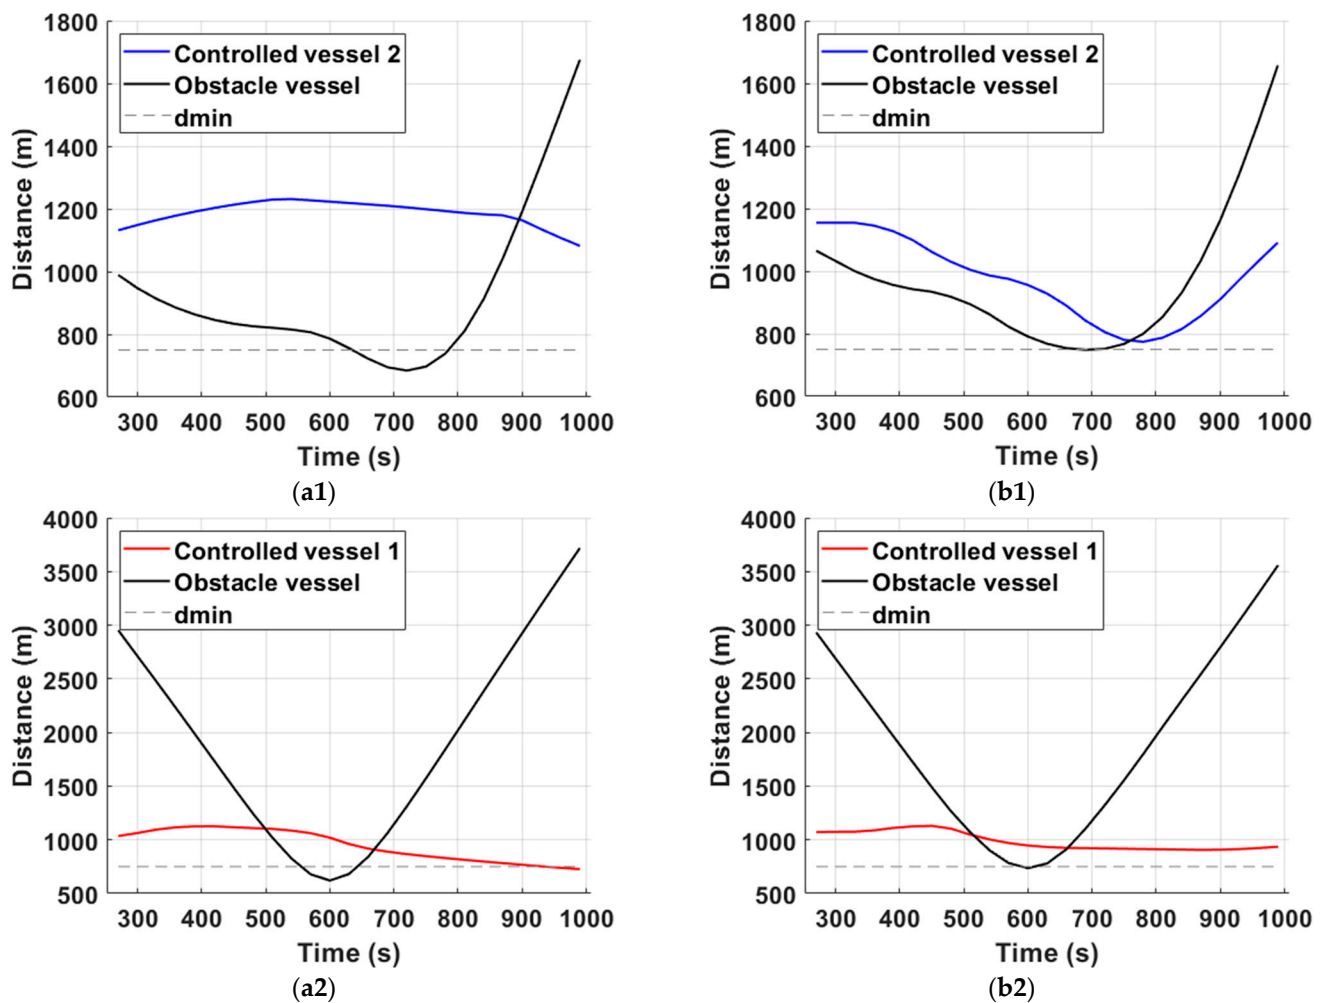 1800
1600
1400
1200
1000
800
600
Distance (m)
Controlled vessel 2
Obstacle vessel
dmin
300 400 500 600 700 800 900 1000
Time (s)
(a1)
1800
1600
1400
1200
1000
800
600
Distance (m)
Controlled vessel 2
Obstacle vessel
dmin
300 400 500 600 700 800 900 1000
Time (s)
(b1)
4000
3500
3000
2500
2000
1500
1000
500
Distance (m)
Controlled vessel 1
Obstacle vessel
dmin
300 400 500 600 700 800 900 1000
Time (s)
(a2)
4000
3500
3000
2500
2000
1500
1000
500
Distance (m)
Controlled vessel 1
Obstacle vessel
dmin
300 400 500 600 700 800 900 1000
Time (s)
(b2)